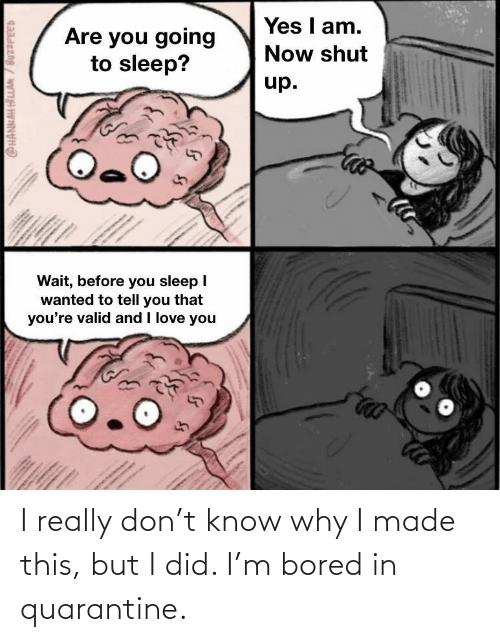 @HANNAHHILLAM / BUZZFEED
Are you going
to sleep?
Yes I am.
Now shut
up.
Wait, before you sleep I
wanted to tell you that
you're valid and I love you
I really don't know why I made
this, but I did. I'm bored in
quarantine.